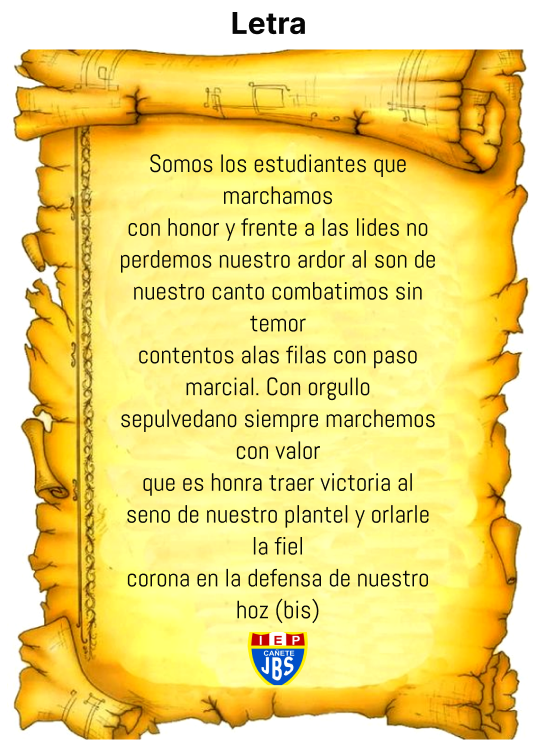 Letra
Somos los estudiantes que
marchamos
con honor y frente a las lides no
perdemos nuestro ardor al son de
nuestro canto combatimos sin
temor
contentos alas filas con paso
marcial. Con orgullo
sepulvedano siempre marchemos
con valor
que es honra traer victoria al
seno de nuestro plantel y orlarle
la fiel
corona en la defensa de nuestro
hoz (bis)
I E P
CAÑETE
JBS